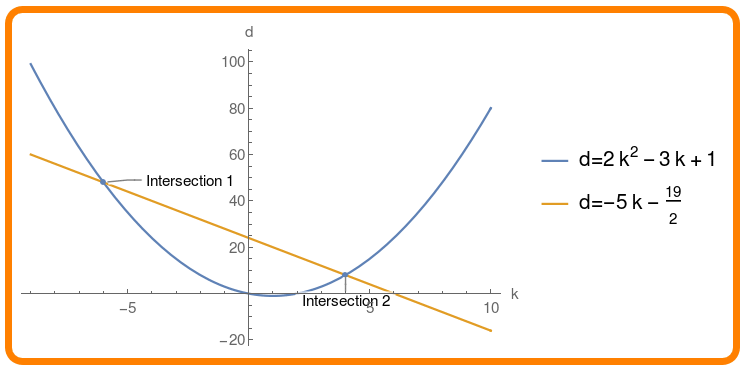 d
100
80
60
40
20
-20
-5
5
10
k
Intersection 1
Intersection 2
d=2 k² − 3 k + 1
d=−5 k − 19/2